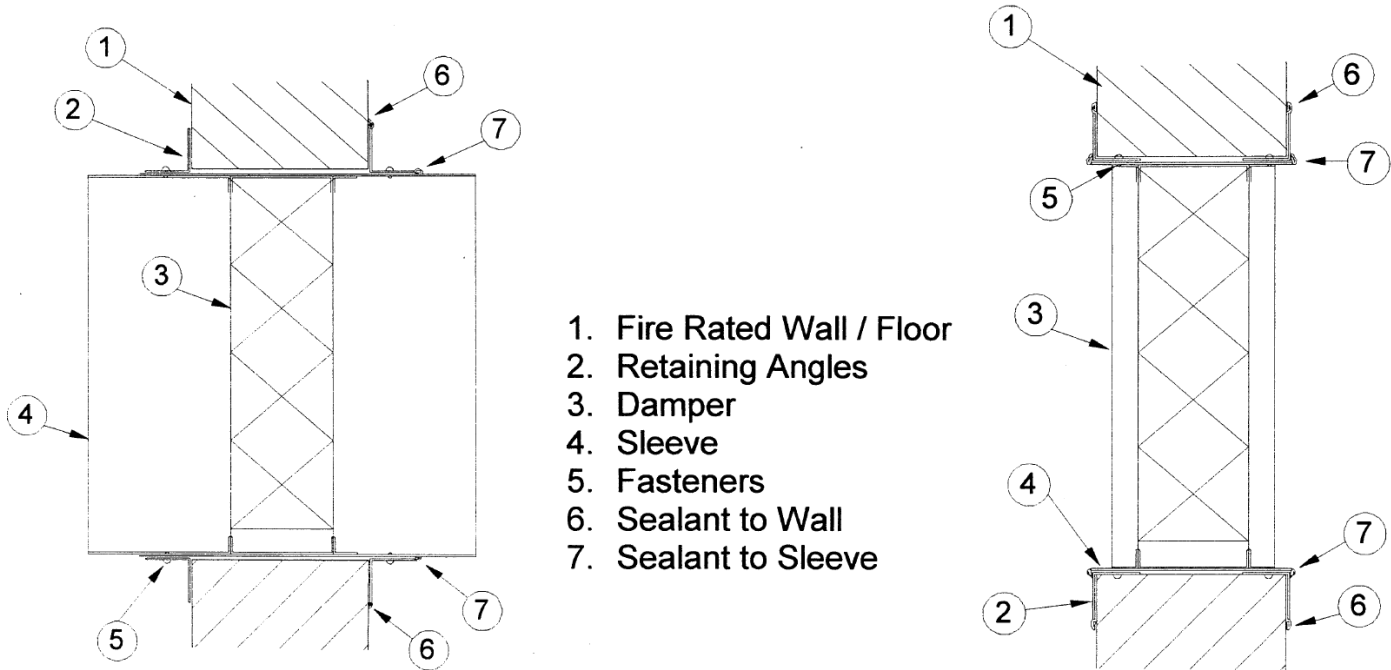 1
2
6
7
3
4
5
6
7
1. Fire Rated Wall / Floor
2. Retaining Angles
3. Damper
4. Sleeve
5. Fasteners
6. Sealant to Wall
7. Sealant to Sleeve
1
6
7
5
3
4
7
2
6